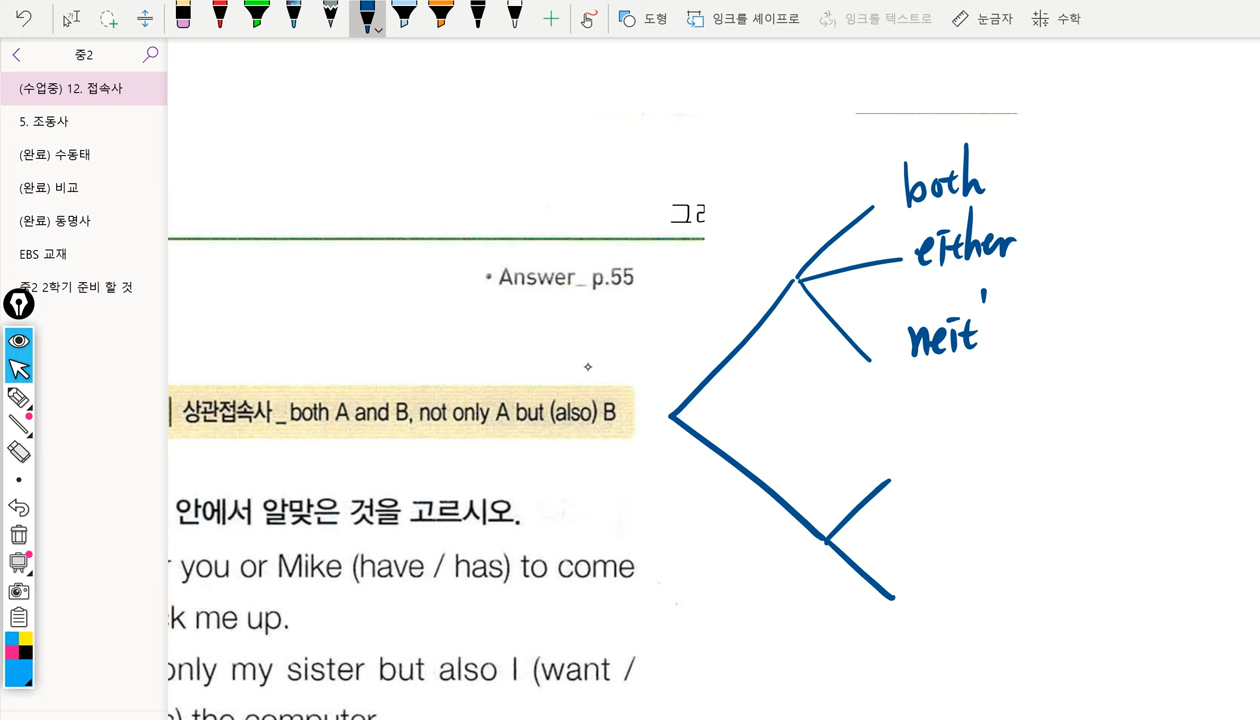 도형
잉크를 셰이프로
잉크를 텍스트로
눈금자
수학
중2
(수업중) 12. 접속사
5. 조동사
(완료) 수동태
(완료) 비교
(완료) 동명사
EBS 교재
중2 2학기 준비 할 것
both
either
neit
• Answer_ p.55
상관접속사 _ both A and B, not only A but (also) B
안에서 알맞은 것을 고르시오.
you or Mike (have / has) to come
k me up.
only my sister but also I (want /
the computer